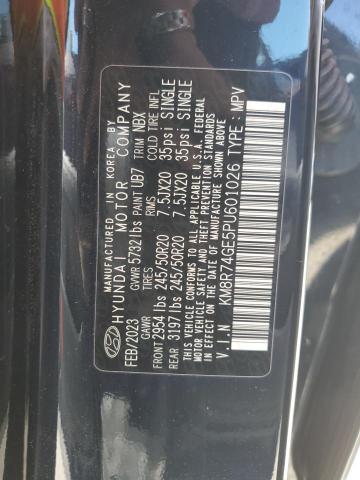 MANUFACTURED IN KOREA BY
HYUNDAI MOTOR COMPANY
FEB/2023 GVWR 5732 lbs PAINT UB7 TRIM NBX
GAWR TIRES RIMS COLD TIRE INFL
FRONT 2954 lbs 245/50R20 7.5JX20 35psi SINGLE
REAR 3197 lbs 245/50R20 7.5JX20 35psi SINGLE
THIS VEHICLE CONFORMS TO ALL APPLICABLE U.S.A. FEDERAL
MOTOR VEHICLE SAFETY, BUMPER, AND THEFT PREVENTION STANDARDS
IN EFFECT ON THE DATE OF MANUFACTURE SHOWN ABOVE.
V.I.N : KM8R74GE5PU601026 TYPE : MPV